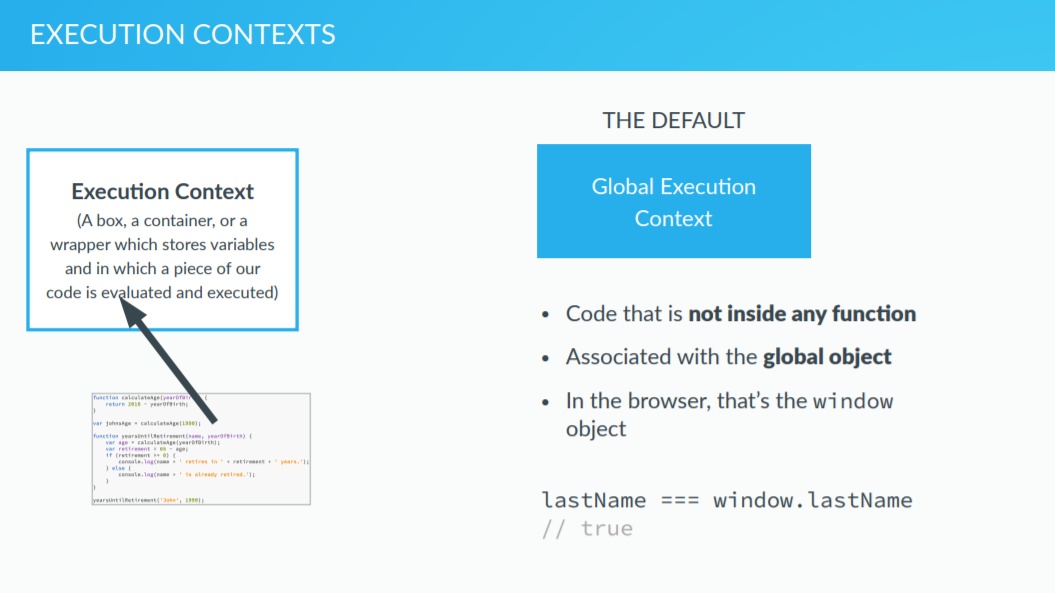 EXECUTION CONTEXTS
Execution Context
(A box, a container, or a
wrapper which stores variables
and in which a piece of our
code is evaluated and executed)
function calculateAge(yearOfBirth) {
return 2018 - yearOfBirth;
}
var johnsAge = calculateAge(1990);
function yearsUntilRetirement(name, yearOfBirth) {
var age = calculateAge(yearOfBirth);
var retirement = 65 - age;
if (retirement >= 0) {
console.log(name + ' retires in ' + retirement + ' years.');
} else {
console.log(name + ' is already retired.');
}
}
yearsUntilRetirement('John', 1990);
THE DEFAULT
Global Execution
Context
• Code that is not inside any function
• Associated with the global object
• In the browser, that’s the window
object
lastName === window.lastName
// true